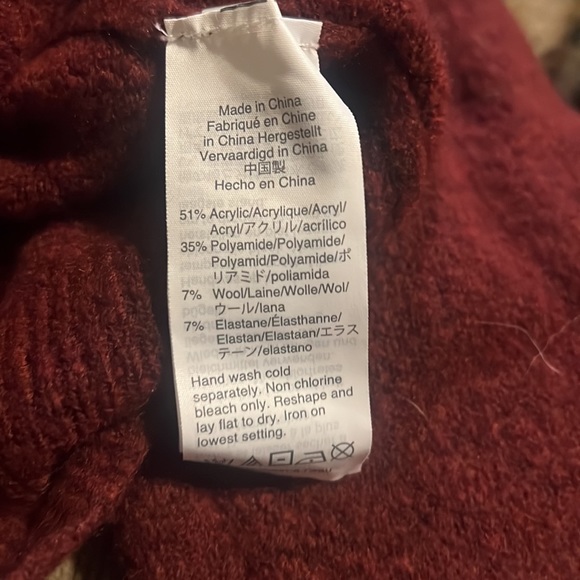 Made in China
Fabriqué en Chine
in China Hergestellt
Vervaardigd in China
中国製
Hecho en China
51% Acrylic/Acrylique/Acryl/
Acryl/アクリル/acrílico
35% Polyamide/Polyamide/
Polyamid/Polyamide/ポ
リアミド/poliamida
7% Wool/Laine/Wolle/Wol/
ウール/lana
7% Elastane/Élasthanne/
Elastan/Elastaan/エラス
テーン/elastano
Hand wash cold
separately. Non chlorine
bleach only. Reshape and
lay flat to dry. Iron on
lowest setting.